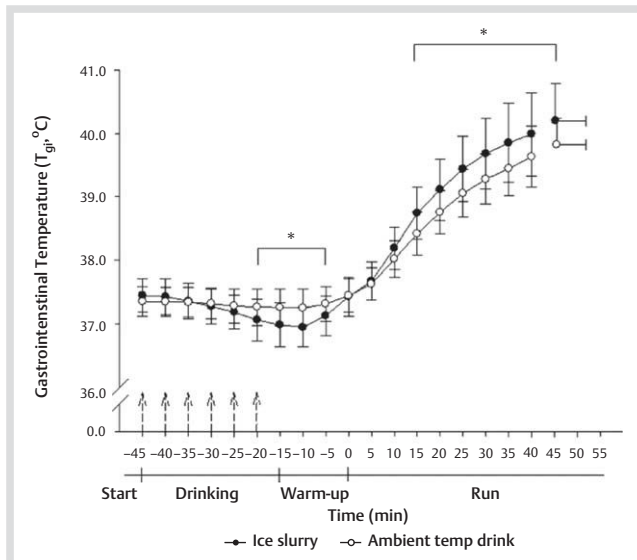 *
41.0
40.0
39.0
*
38.0
37.0
36.0
0.0
Gastrointenstinal Temperature (Tgi, °C)
−45 −40 −35 −30 −25 −20 −15 −10 −5 0 5 10 15 20 25 30 35 40 45 50 55
Start Drinking Warm-up Run
Time (min)
Ice slurry Ambient temp drink